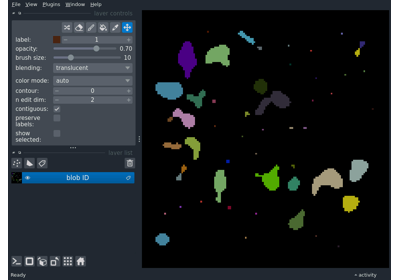 File View Plugins Window Help
layer controls
label: 1
opacity: 0.70
brush size: 10
blending: translucent
color mode: auto
contour: 0
n edit dim: 2
contiguous:
preserve
labels:
show
selected:
layer list
blob ID
Ready
activity